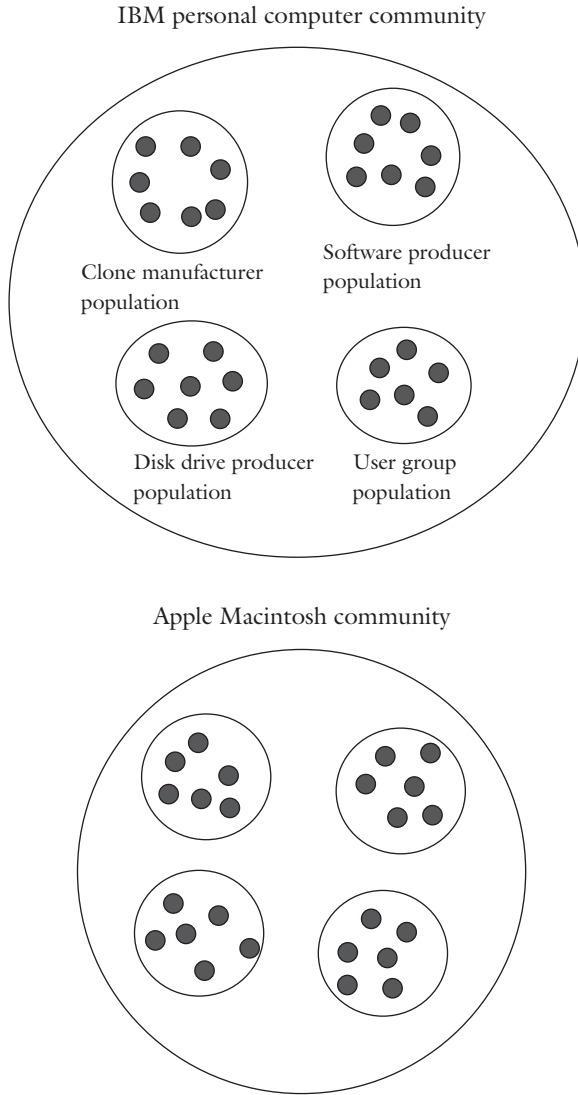 IBM personal computer community
Clone manufacturer
population
Software producer
population
Disk drive producer
population
User group
population
Apple Macintosh community